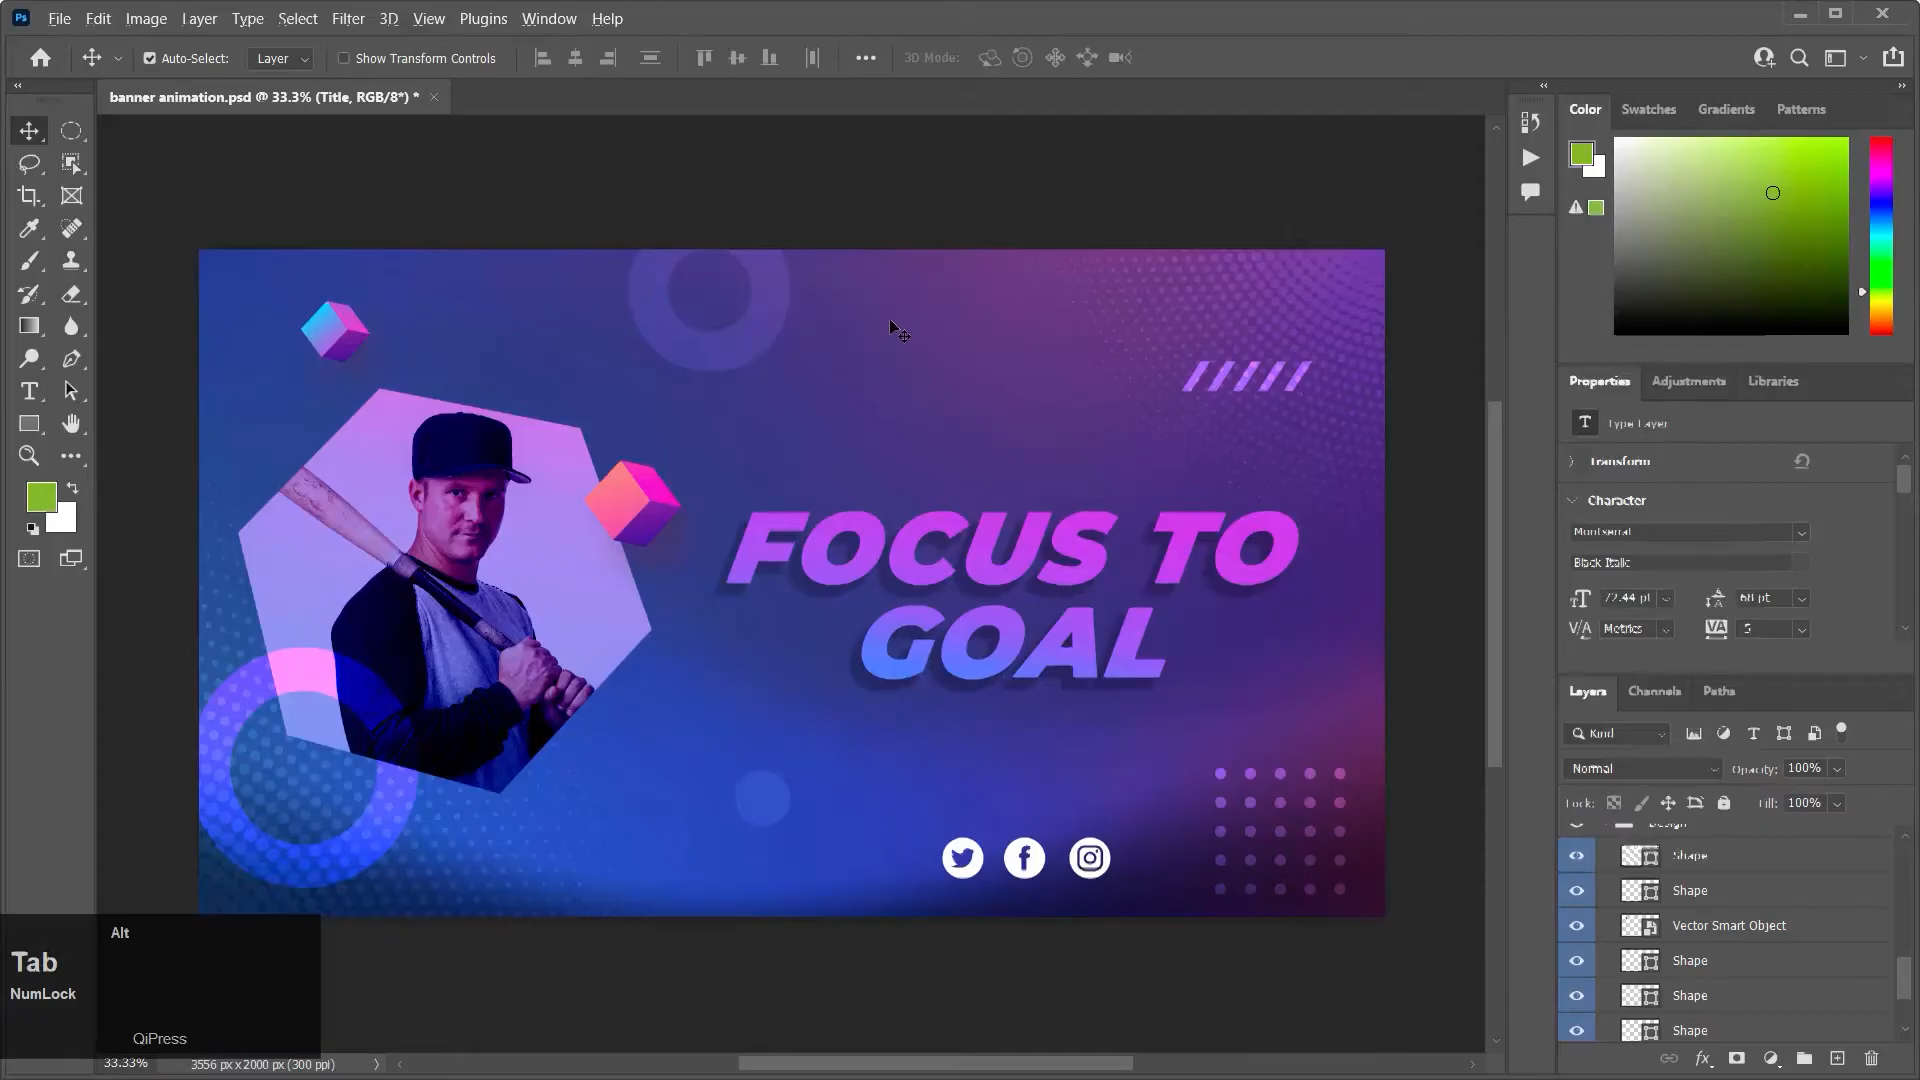 Ps File Edit Image Layer Type Select Filter 3D View Plugins Window Help
Auto-Select: Layer Show Transform Controls 3D Mode:
banner animation.psd @ 33.3% (Title, RGB/8*) *
Color Swatches Gradients Patterns
Properties Adjustments Libraries
Type Layer
Transform
Character
Montserrat
Black Italic
72.44 pt 68 pt
Metrics 5
FOCUS TO
GOAL
Layers Channels Paths
Kind
Normal Opacity: 100%
Lock: Fill: 100%
Design
Shape
Shape
Vector Smart Object
Shape
Shape
Shape
Alt
Tab
NumLock
QiPress
33.33% 3556 px x 2000 px (300 ppi)